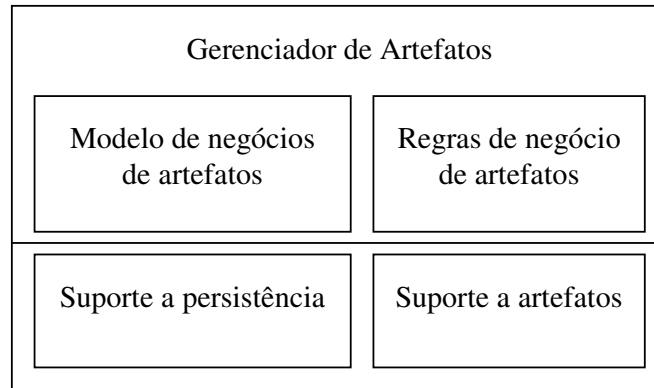 Gerenciador de Artefatos
Modelo de negócios
de artefatos
Regras de negócio
de artefatos
Suporte a persistência
Suporte a artefatos